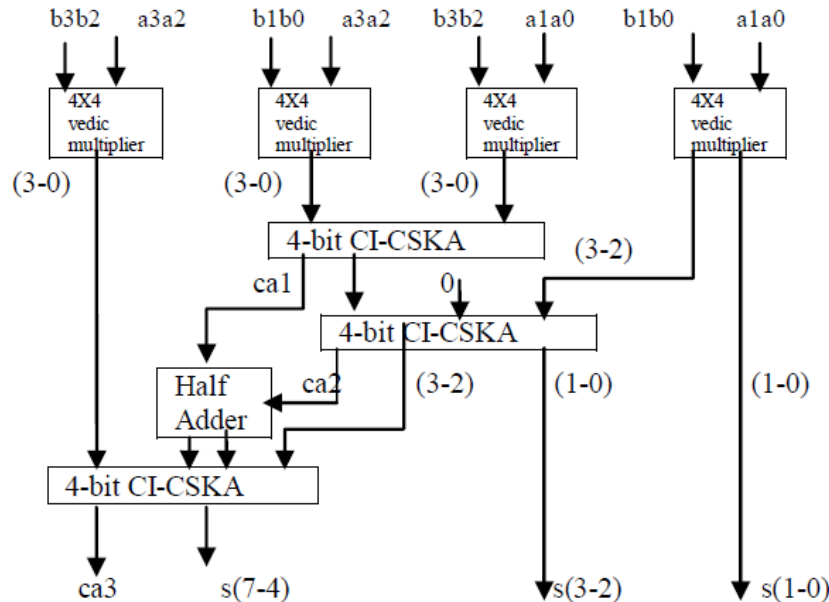 b3b2 a3a2 b1b0 a3a2 b3b2 a1a0 b1b0 a1a0
4X4
vedic
multiplier
4X4
vedic
multiplier
4X4
vedic
multiplier
4X4
vedic
multiplier
(3-0) (3-0) (3-0)
4-bit CI-CSKA
(3-2)
ca1 0
4-bit CI-CSKA
Half
Adder
ca2 (3-2) (1-0) (1-0)
4-bit CI-CSKA
ca3 s(7-4) s(3-2) s(1-0)